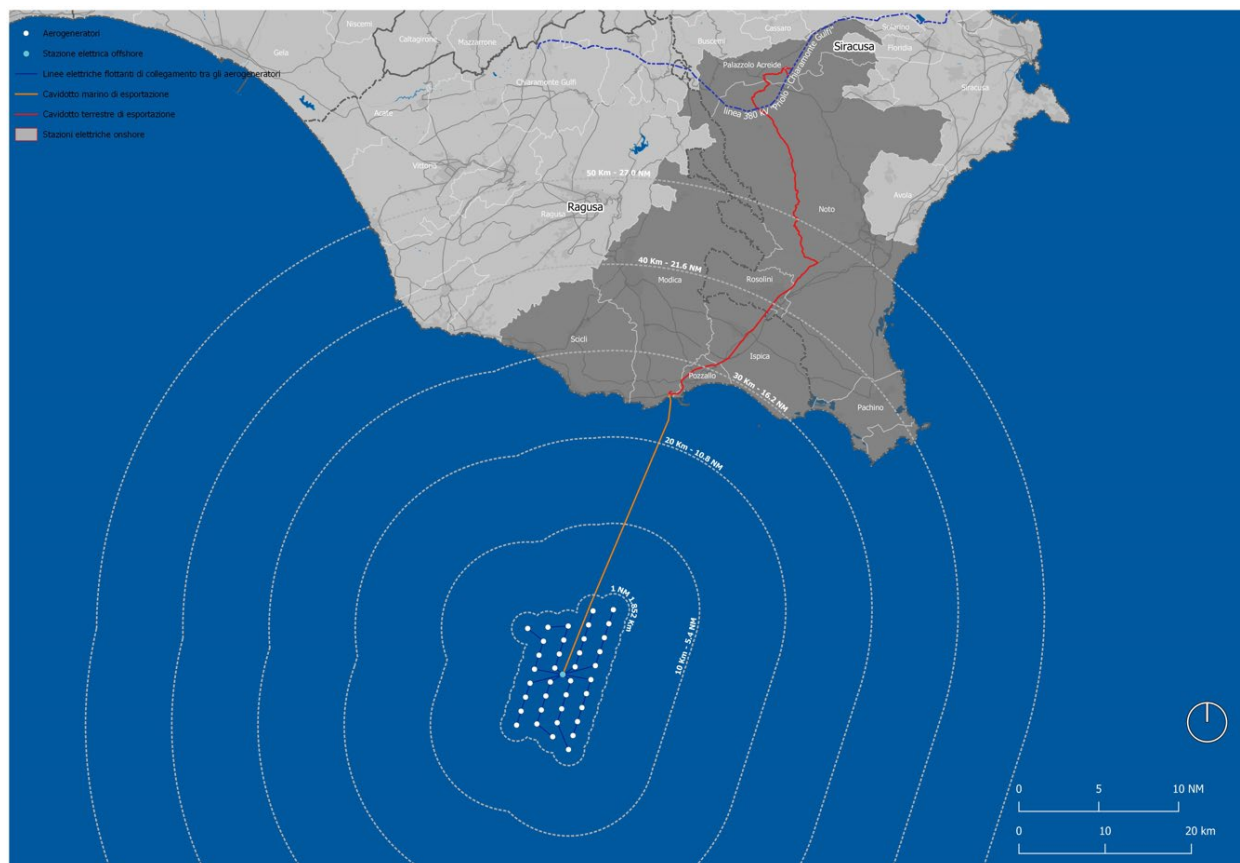 Aerogeneratori
Stazione elettrica offshore
Linee elettriche flottanti di collegamento tra gli aerogeneratori
Cavidotto marino di esportazione
Cavidotto terrestre di esportazione
Stazioni elettriche onshore
Niscemi
Gela
Caltagirone
Mazzarrone
Buscemi
Cassaro
Solarino
Floridia
Siracusa
Palazzolo Acreide
linea 380 kV Priolo - Chiaramonte Gulfi
Siracusa
Chiaramonte Gulfi
Acate
Vittoria
50 Km - 27.0 NM
Ragusa
Ragusa
Noto
Avola
40 Km - 21.6 NM
Modica
Rosolini
Scicli
Ispica
Pozzallo
30 Km - 16.2 NM
Pachino
20 Km - 10.8 NM
1 NM 1.852 Km
10 Km - 5.4 NM
0 5 10 NM
0 10 20 km